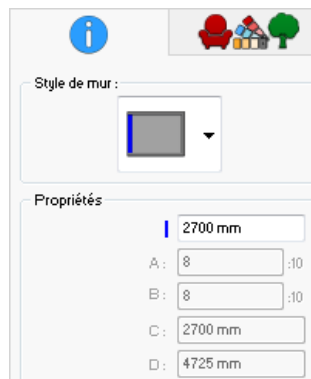 Style de mur :
Propriétés
2700 mm
A : 8 :10
B : 8 :10
C : 2700 mm
D : 4725 mm